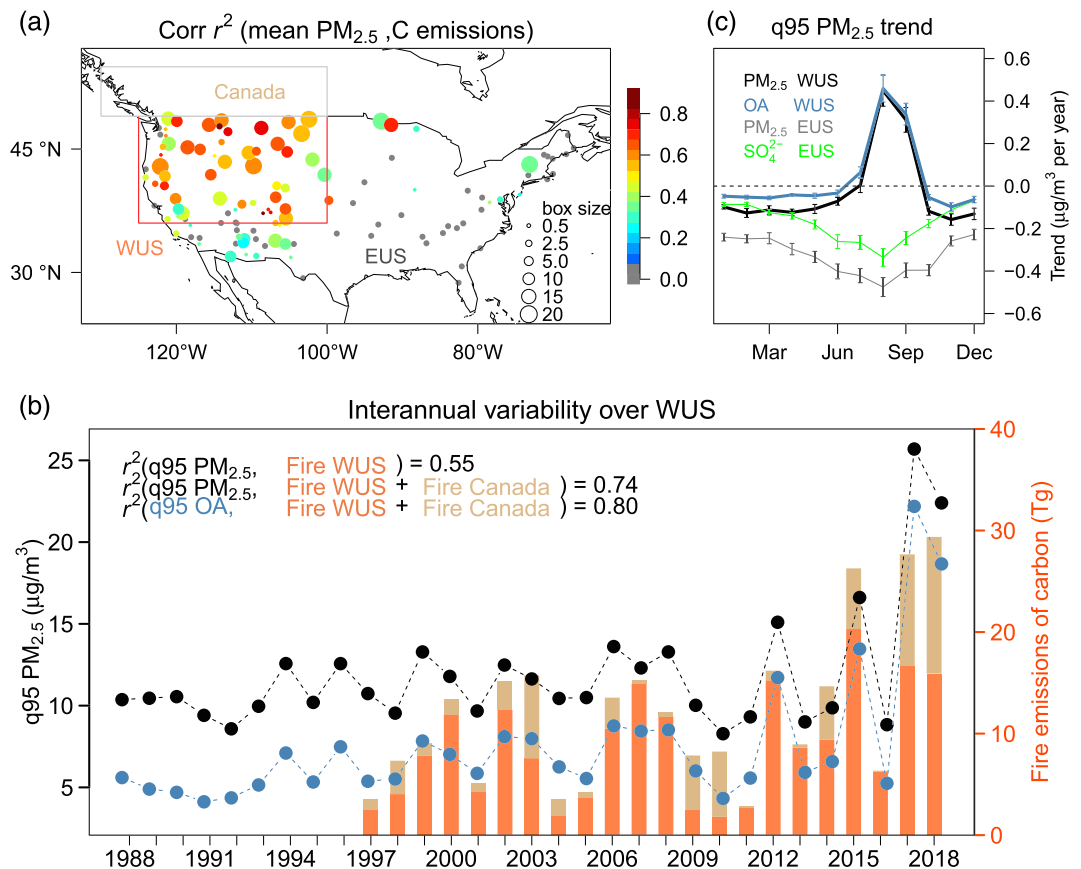 (a)
Corr r² (mean PM₂.₅ ,C emissions)
Canada
WUS
EUS
45 °N
30 °N
120°W
100°W
80°W
box size
0.5
2.5
5.0
10
15
20
0.8
0.6
0.4
0.2
0.0
(c)
q95 PM₂.₅ trend
PM₂.₅ WUS
OA WUS
PM₂.₅ EUS
SO₄²⁻ EUS
0.6
0.4
0.2
0.0
−0.2
−0.4
−0.6
Trend (μg/m³ per year)
Mar
Jun
Sep
Dec
(b)
Interannual variability over WUS
r²(q95 PM₂.₅, Fire WUS ) = 0.55
r²(q95 PM₂.₅, Fire WUS + Fire Canada ) = 0.74
r²(q95 OA, Fire WUS + Fire Canada ) = 0.80
q95 PM₂.₅ (μg/m³)
25
20
15
10
5
40
30
20
10
0
Fire emissions of carbon (Tg)
1988
1991
1994
1997
2000
2003
2006
2009
2012
2015
2018